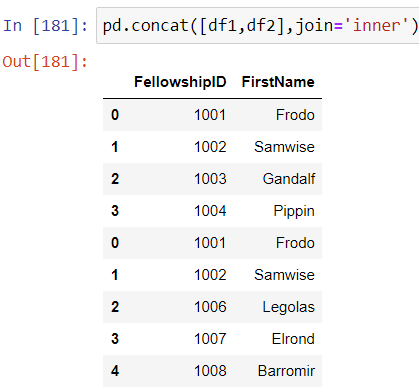 In [181]: pd.concat([df1,df2],join='inner')
Out[181]:
FellowshipID FirstName
0 1001 Frodo
1 1002 Samwise
2 1003 Gandalf
3 1004 Pippin
0 1001 Frodo
1 1002 Samwise
2 1006 Legolas
3 1007 Elrond
4 1008 Barromir